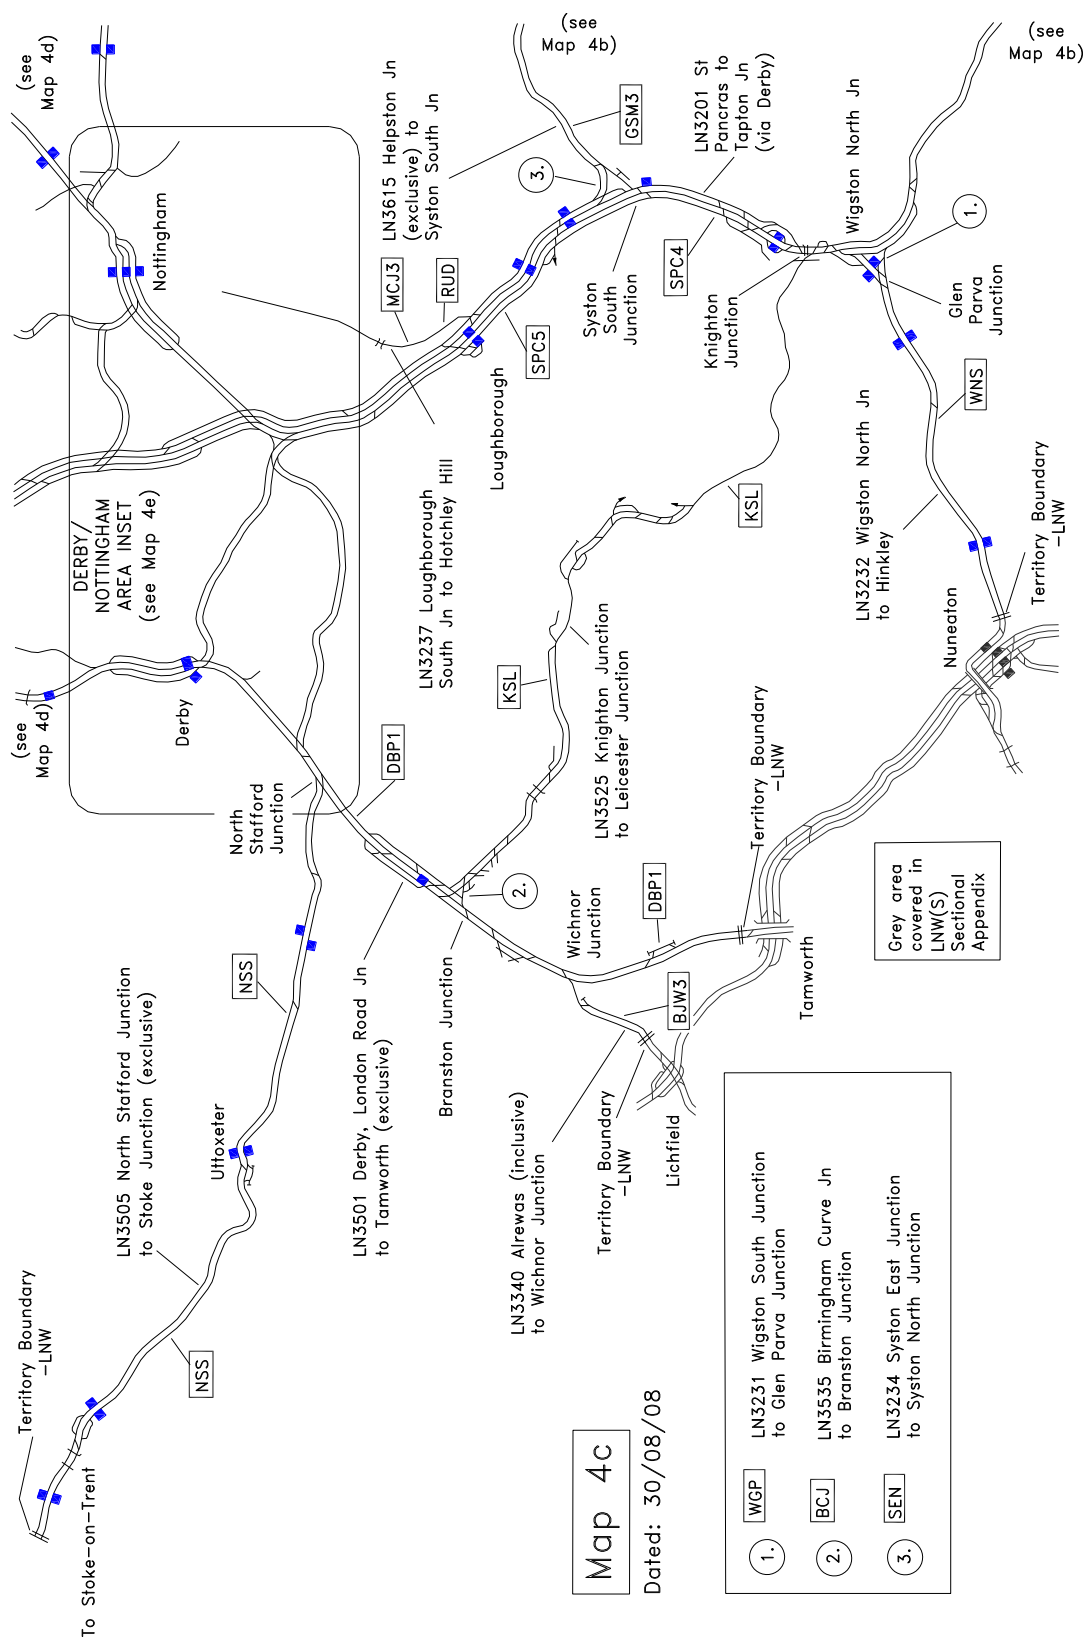 Territory Boundary
-LNW
To Stoke-on-Trent
NSS
LN3505 North Stafford Junction
to Stoke Junction (exclusive)
Uttoxeter
NSS
North
Stafford
Junction
(see
Map 4d)
Derby
DERBY/
NOTTINGHAM
AREA INSET
(see Map 4e)
Nottingham
(see
Map 4d)
LN3501 Derby, London Road Jn
to Tamworth (exclusive)
DBP1
Branston Junction
2.
LN3237 Loughborough
South Jn to Hotchley Hill
MCJ3
RUD
Loughborough
SPC5
LN3615 Helpston Jn
(exclusive) to
Syston South Jn
3.
GSM3
(see
Map 4b)
LN3340 Alrewas (inclusive)
to Wichnor Junction
Territory Boundary
-LNW
Lichfield
BJW3
Wichnor
Junction
DBP1
KSL
LN3525 Knighton Junction
to Leicester Junction
KSL
Syston
South
Junction
SPC4
LN3201 St
Pancras to
Tapton Jn
(via Derby)
Knighton
Junction
Wigston North Jn
1.
(see
Map 4b)
Glen
Parva
Junction
WNS
LN3232 Wigston North Jn
to Hinkley
Territory Boundary
-LNW
Nuneaton
Territory Boundary
-LNW
Tamworth
Grey area
covered in
LNW(S)
Sectional
Appendix
Map 4c
Dated: 30/08/08
1. WGP LN3231 Wigston South Junction
to Glen Parva Junction
2. BCJ LN3535 Birmingham Curve Jn
to Branston Junction
3. SEN LN3234 Syston East Junction
to Syston North Junction